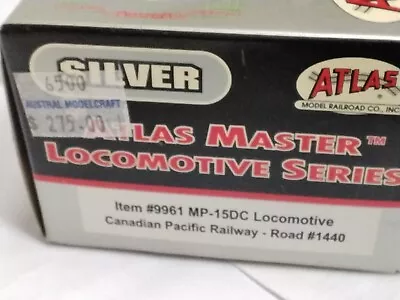 SILVER
6500
AUSTRAL MODELCRAFT
$ 275.00
ATLAS
MODEL RAILROAD CO., INC.
ATLAS MASTER™
LOCOMOTIVE SERIES
Item #9961 MP-15DC Locomotive
Canadian Pacific Railway - Road #1440